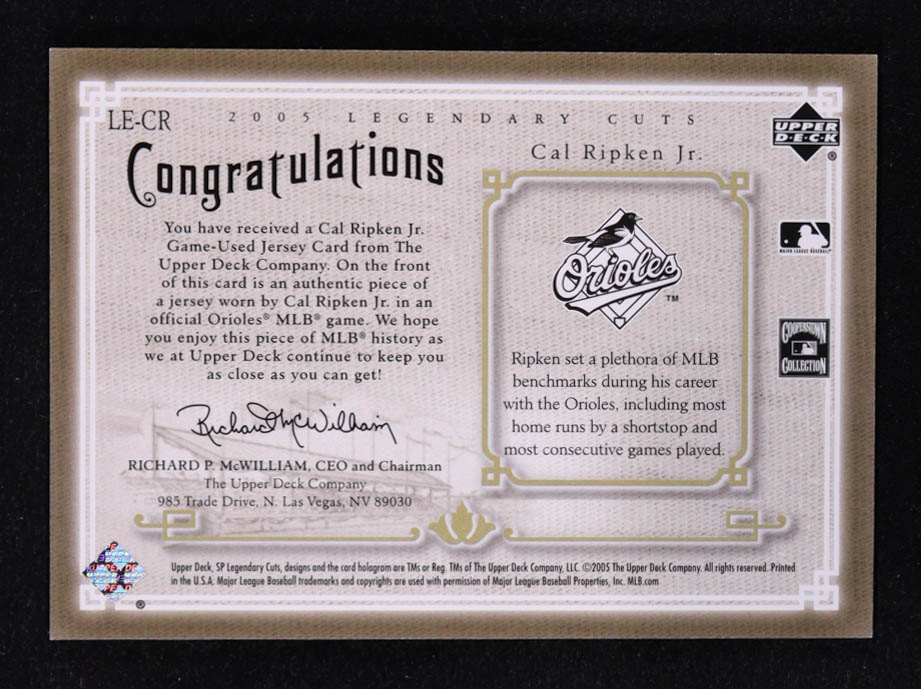 LE-CR
2005 LEGENDARY CUTS
Congratulations
You have received a Cal Ripken Jr.
Game-Used Jersey Card from The
Upper Deck Company. On the front
of this card is an authentic piece of
a jersey worn by Cal Ripken Jr. in an
official Orioles® MLB® game. We hope
you enjoy this piece of MLB® history as
we at Upper Deck continue to keep you
as close as you can get!
Richard McWilliam
RICHARD P. McWILLIAM, CEO and Chairman
The Upper Deck Company
985 Trade Drive, N. Las Vegas, NV 89030
Cal Ripken Jr.
Orioles
TM
Ripken set a plethora of MLB
benchmarks during his career
with the Orioles, including most
home runs by a shortstop and
most consecutive games played.
UPPER
D·E·C·K
®
MAJOR LEAGUE BASEBALL®
COOPERSTOWN
COLLECTION
®
Upper Deck, SP Legendary Cuts, designs and the card hologram are TMs or Reg. TMs of The Upper Deck Company, LLC. ©2005 The Upper Deck Company. All rights reserved. Printed
in the U.S.A. Major League Baseball trademarks and copyrights are used with permission of Major League Baseball Properties, Inc. MLB.com